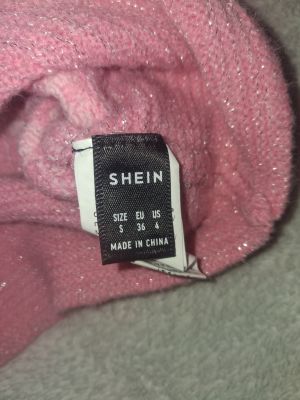 SHEIN
SIZE EU US
S 36 4
MADE IN CHINA